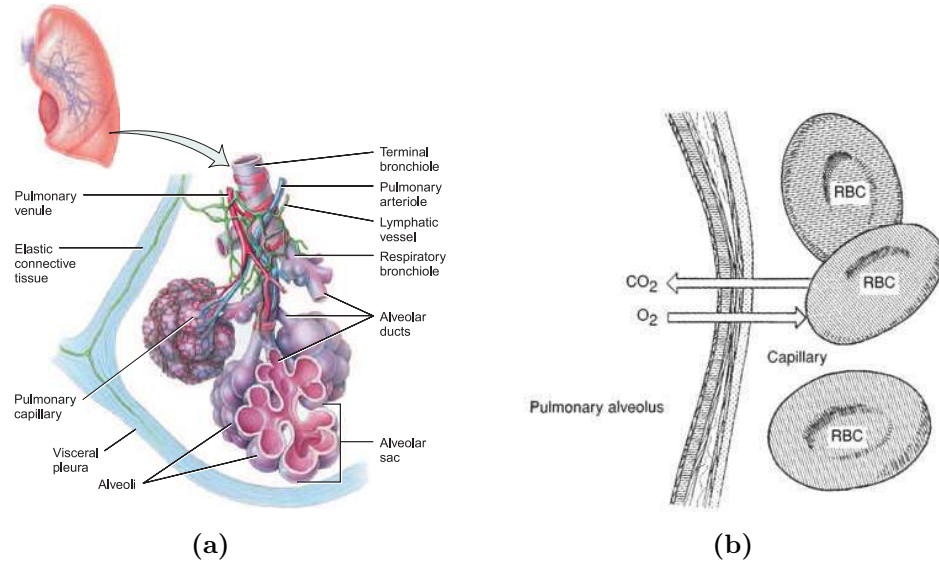 Terminal
bronchiole
Pulmonary
arteriole
Lymphatic
vessel
Respiratory
bronchiole
Alveolar
ducts
Alveolar
sac
Pulmonary
venule
Elastic
connective
tissue
Pulmonary
capillary
Visceral
pleura
Alveoli
(a)
RBC
RBC
CO2
O2
Capillary
Pulmonary alveolus
RBC
(b)